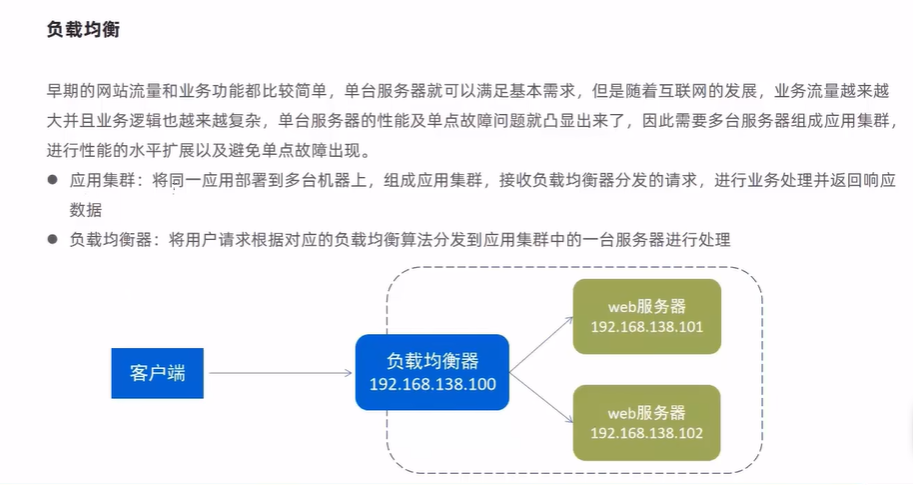 负载均衡
早期的网站流量和业务功能都比较简单，单台服务器就可以满足基本需求，但是随着互联网的发展，业务流量越来越
大并且业务逻辑也越来越复杂，单台服务器的性能及单点故障问题就凸显出来了，因此需要多台服务器组成应用集群，
进行性能的水平扩展以及避免单点故障出现。
● 应用集群：将同一应用部署到多台机器上，组成应用集群，接收负载均衡器分发的请求，进行业务处理并返回响应
数据
● 负载均衡器：将用户请求根据对应的负载均衡算法分发到应用集群中的一台服务器进行处理
客户端
负载均衡器
192.168.138.100
web服务器
192.168.138.101
web服务器
192.168.138.102